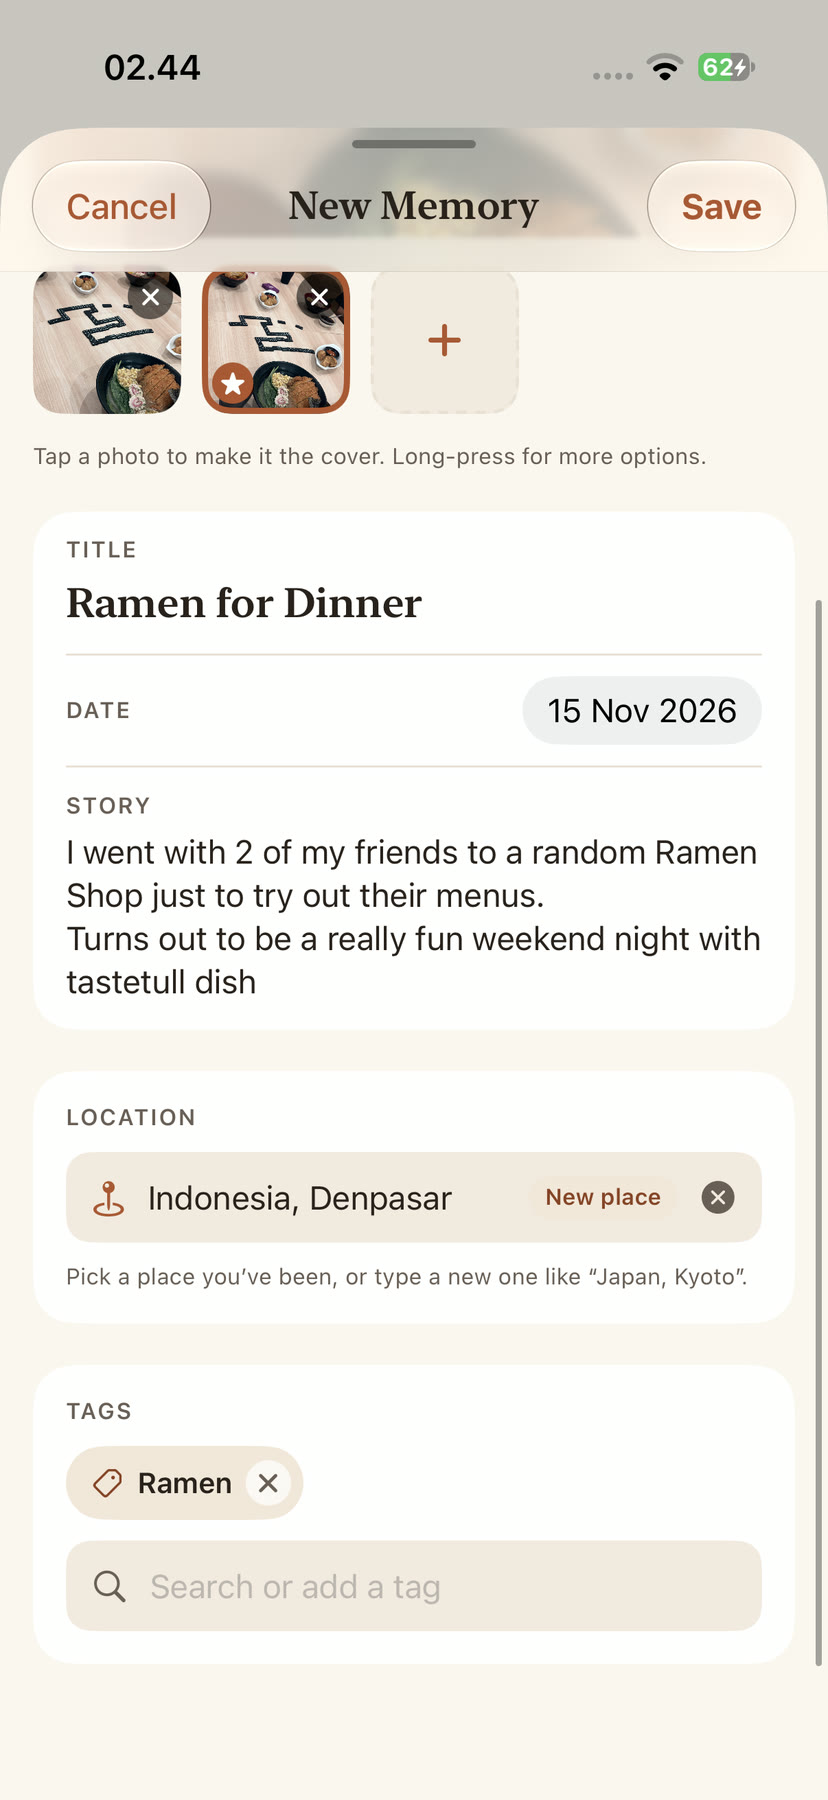 02.44
62
Cancel
New Memory
Save
Tap a photo to make it the cover. Long-press for more options.
TITLE
Ramen for Dinner
DATE
15 Nov 2026
STORY
I went with 2 of my friends to a random Ramen
Shop just to try out their menus.
Turns out to be a really fun weekend night with
tastetull dish
LOCATION
Indonesia, Denpasar
New place
Pick a place you’ve been, or type a new one like “Japan, Kyoto”.
TAGS
Ramen
Search or add a tag